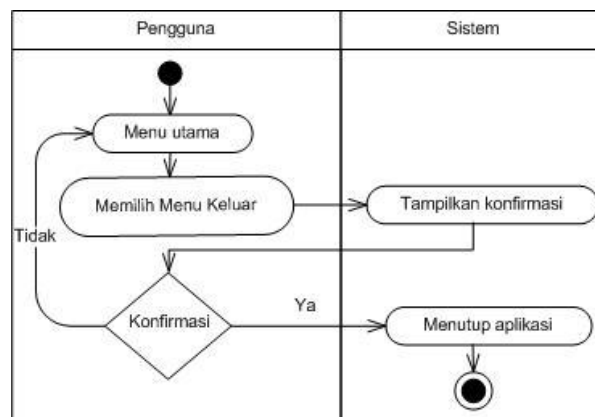 Pengguna
Sistem
Menu utama
Memilih Menu Keluar
Tampilkan konfirmasi
Tidak
Konfirmasi
Ya
Menutup aplikasi